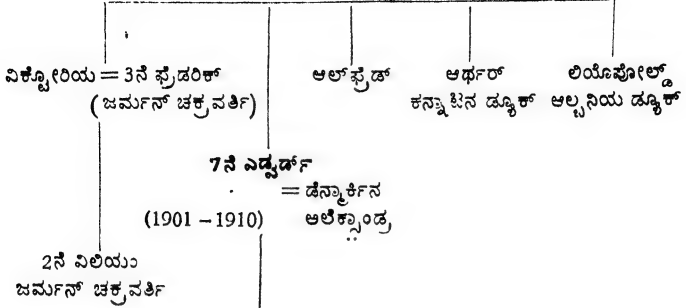 ವಿಕ್ಟೋರಿಯ = 3ನೆ ಫ್ರೆಡರಿಕ್
(ಜರ್ಮನ್ ಚಕ್ರವರ್ತಿ)
ಆಲ್‌ಫ್ರೆಡ್
ಆರ್ಥರ್
ಕನ್ನಾಟನ ಡ್ಯೂಕ್
ಲಿಯೊಪೋಲ್ಡ್
ಆಲ್ಬನಿಯ ಡ್ಯೂಕ್
7ನೆ ಎಡ್ವರ್ಡ್
= ಡೆನ್ಮಾರ್ಕಿನ
(1901 – 1910) ಅಲೆಕ್ಸಾಂಡ್ರ
2ನೆ ವಿಲಿಯಂ
ಜರ್ಮನ್ ಚಕ್ರವರ್ತಿ